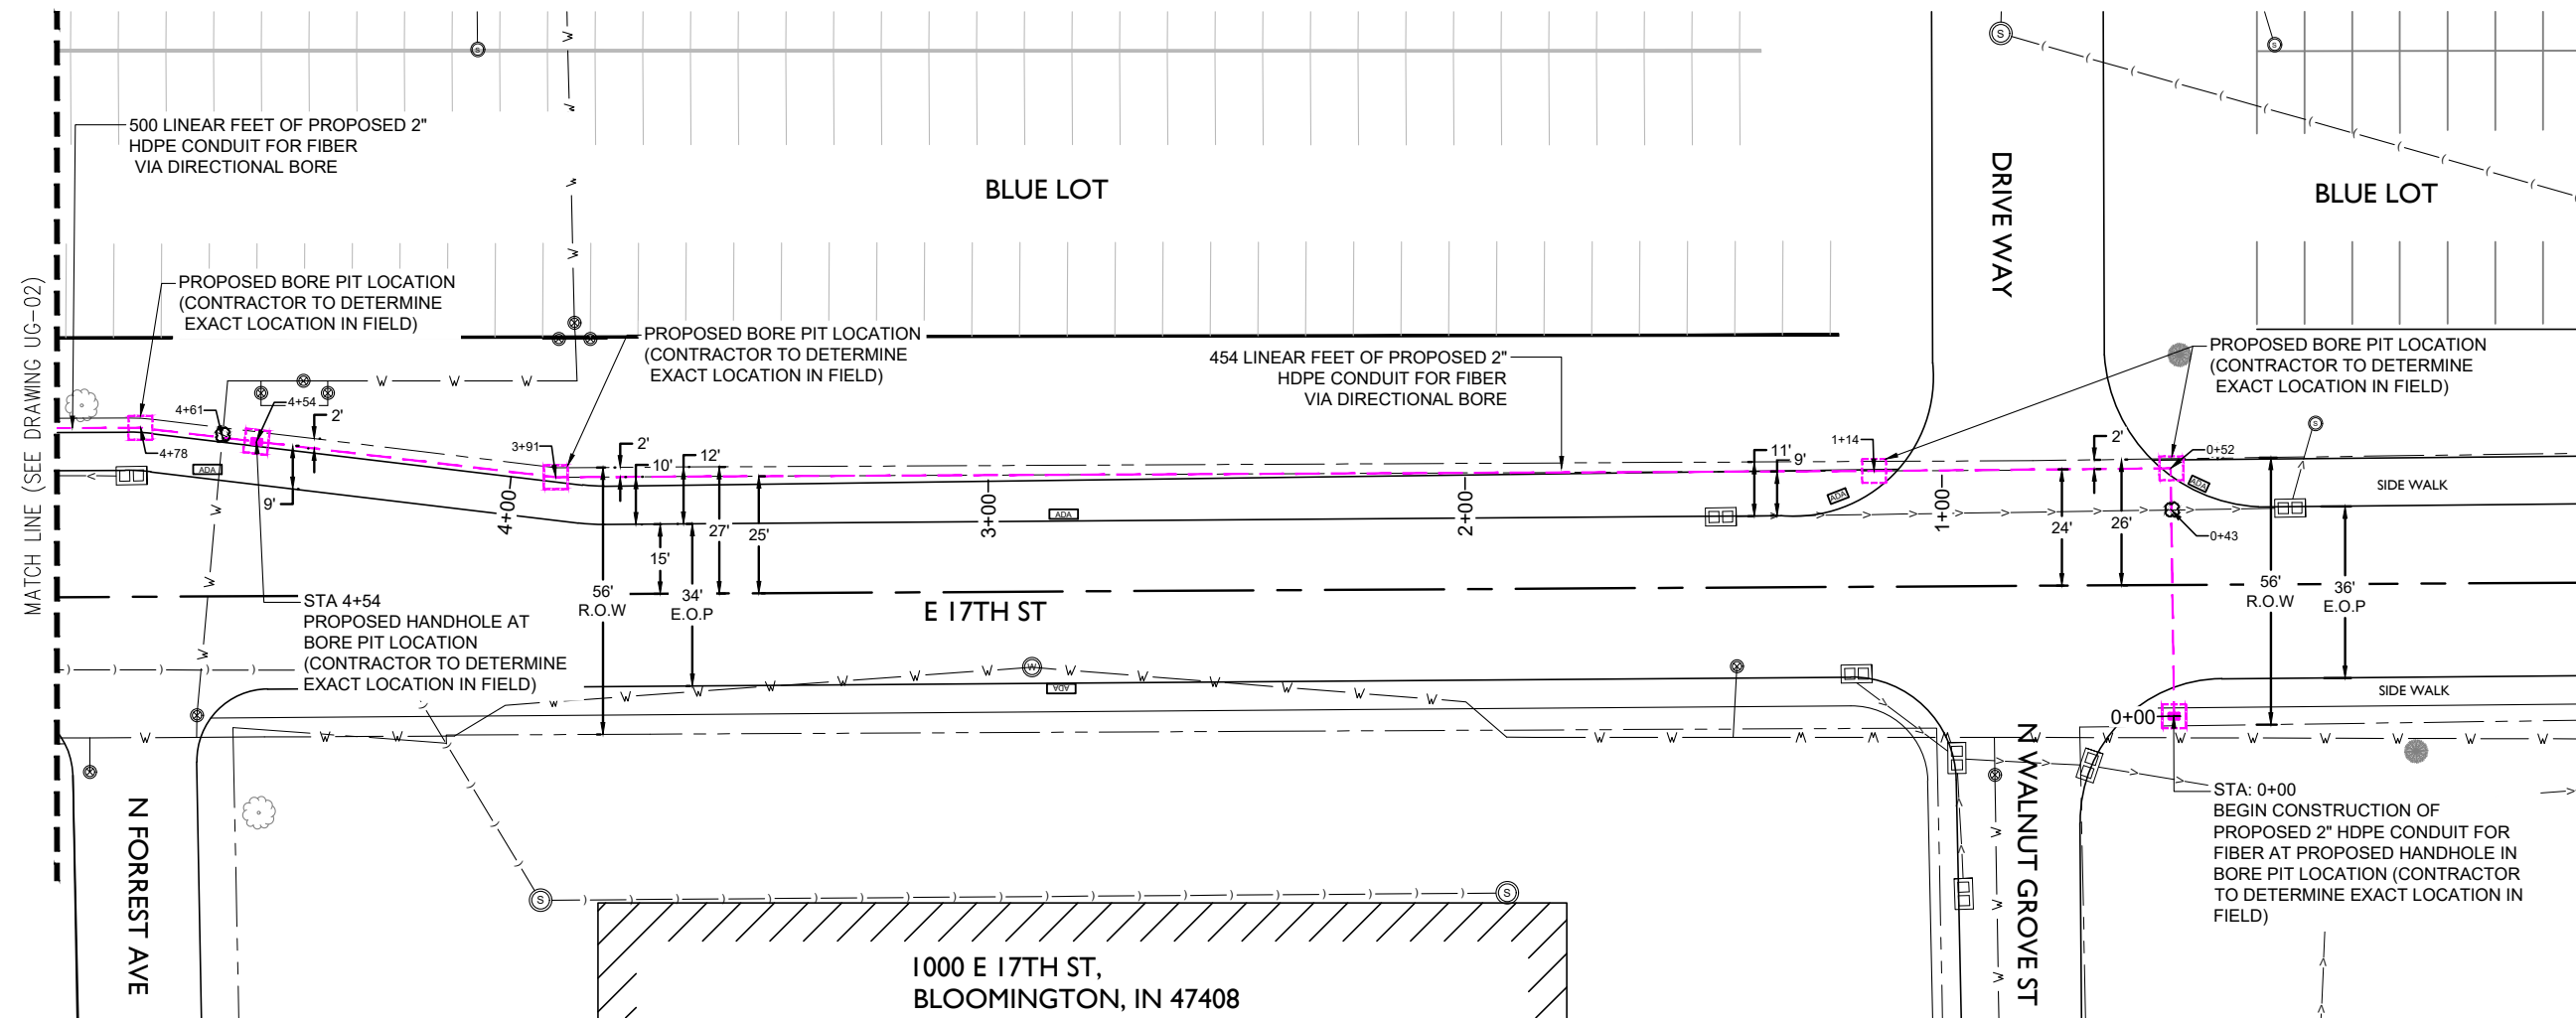 500 LINEAR FEET OF PROPOSED 2"
HDPE CONDUIT FOR FIBER
VIA DIRECTIONAL BORE
BLUE LOT
DRIVE WAY
BLUE LOT
MATCH LINE (SEE DRAWING UG-02)
PROPOSED BORE PIT LOCATION
(CONTRACTOR TO DETERMINE
EXACT LOCATION IN FIELD)
PROPOSED BORE PIT LOCATION
(CONTRACTOR TO DETERMINE
EXACT LOCATION IN FIELD)
454 LINEAR FEET OF PROPOSED 2"
HDPE CONDUIT FOR FIBER
VIA DIRECTIONAL BORE
PROPOSED BORE PIT LOCATION
(CONTRACTOR TO DETERMINE
EXACT LOCATION IN FIELD)
4+61
4+54
2'
4+78
ADA
9'
3+91
2'
10'
12'
4+00
3+00
ADA
2+00
11'
9'
1+14
ADA
1+00
2'
0+52
ADA
SIDE WALK
0+43
15'
27'
25'
24'
26'
56'
R.O.W
34'
E.O.P
56'
R.O.W
36'
E.O.P
E 17TH ST
STA 4+54
PROPOSED HANDHOLE AT
BORE PIT LOCATION
(CONTRACTOR TO DETERMINE
EXACT LOCATION IN FIELD)
ADA
SIDE WALK
0+00
N FORREST AVE
N WALNUT GROVE ST
STA: 0+00
BEGIN CONSTRUCTION OF
PROPOSED 2" HDPE CONDUIT FOR
FIBER AT PROPOSED HANDHOLE IN
BORE PIT LOCATION (CONTRACTOR
TO DETERMINE EXACT LOCATION IN
FIELD)
1000 E 17TH ST,
BLOOMINGTON, IN 47408